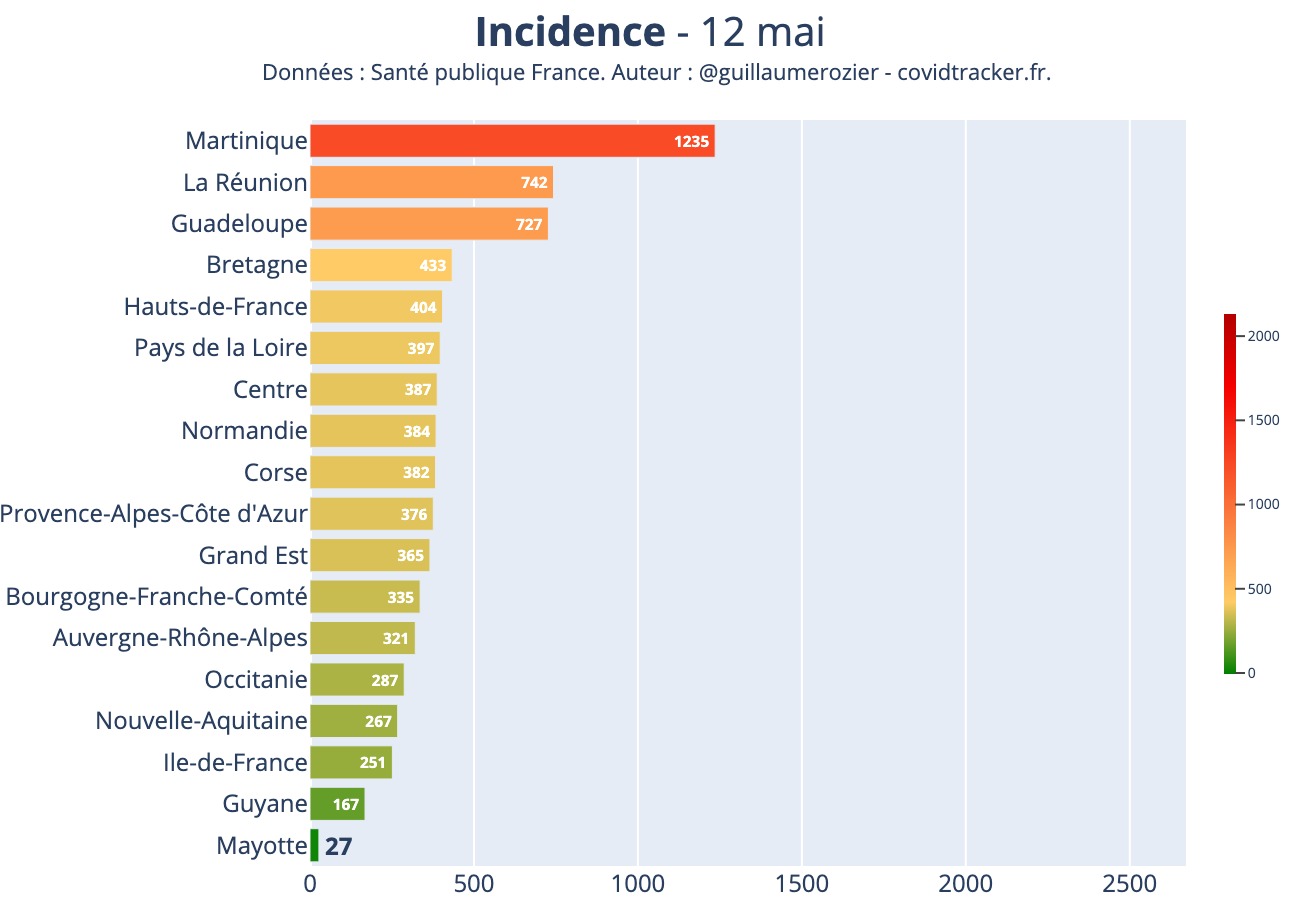 Incidence - 12 mai
Données : Santé publique France. Auteur : @guillaumerozier - covidtracker.fr.
Martinique 1235
La Réunion 742
Guadeloupe 727
Bretagne 433
Hauts-de-France 404
Pays de la Loire 397
Centre 387
Normandie 384
Corse 382
Provence-Alpes-Côte d'Azur 376
Grand Est 365
Bourgogne-Franche-Comté 335
Auvergne-Rhône-Alpes 321
Occitanie 287
Nouvelle-Aquitaine 267
Ile-de-France 251
Guyane 167
Mayotte 27
0 500 1000 1500 2000 2500
2000
1500
1000
500
0